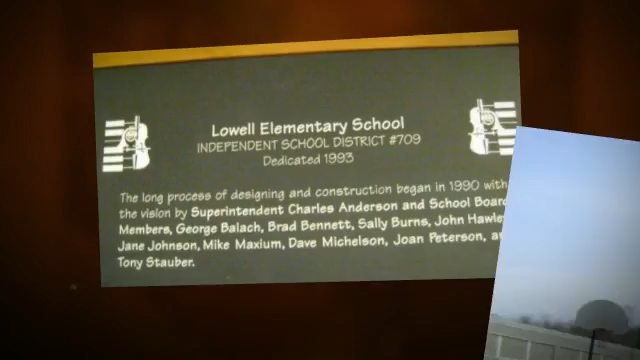 Lowell Elementary School
INDEPENDENT SCHOOL DISTRICT #709
Dedicated 1993
The long process of designing and construction began in 1990 with
the vision by Superintendent Charles Anderson and School Board
Members, George Balach, Brad Bennett, Sally Burns, John Hawley
Jane Johnson, Mike Maxium, Dave Michelson, Joan Peterson,
Tony Stauber.